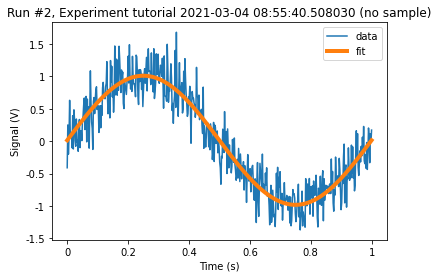 Run #2, Experiment tutorial 2021-03-04 08:55:40.508030 (no sample)
data
fit
1.5
1
0.5
0
-0.5
-1
-1.5
Signal (V)
0
0.2
0.4
0.6
0.8
1
Time (s)